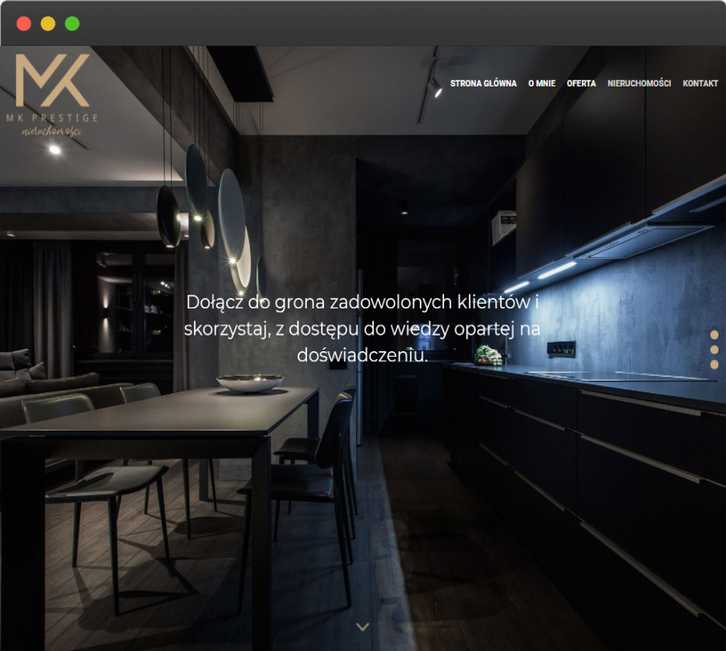 MK
MK PRESTIGE
nieruchomości
STRONA GŁÓWNA O MNIE OFERTA NIERUCHOMOŚCI KONTAKT
Dołącz do grona zadowolonych klientów i
skorzystaj, z dostępu do wiedzy opartej na
doświadczeniu.